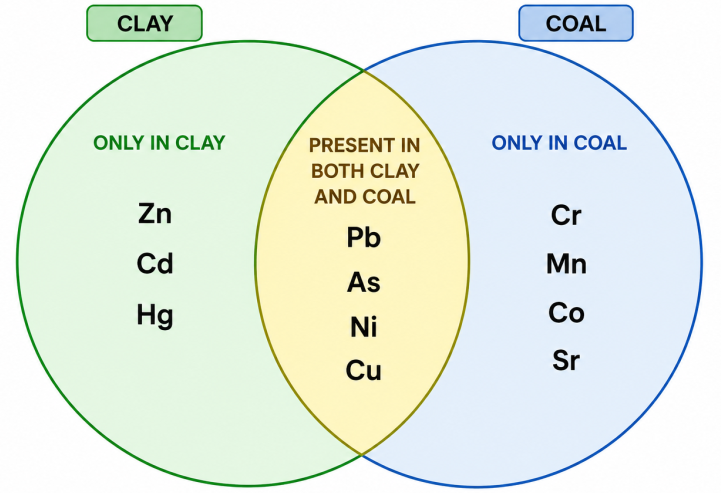 CLAY
COAL
ONLY IN CLAY
Zn
Cd
Hg
PRESENT IN
BOTH CLAY
AND COAL
Pb
As
Ni
Cu
ONLY IN COAL
Cr
Mn
Co
Sr